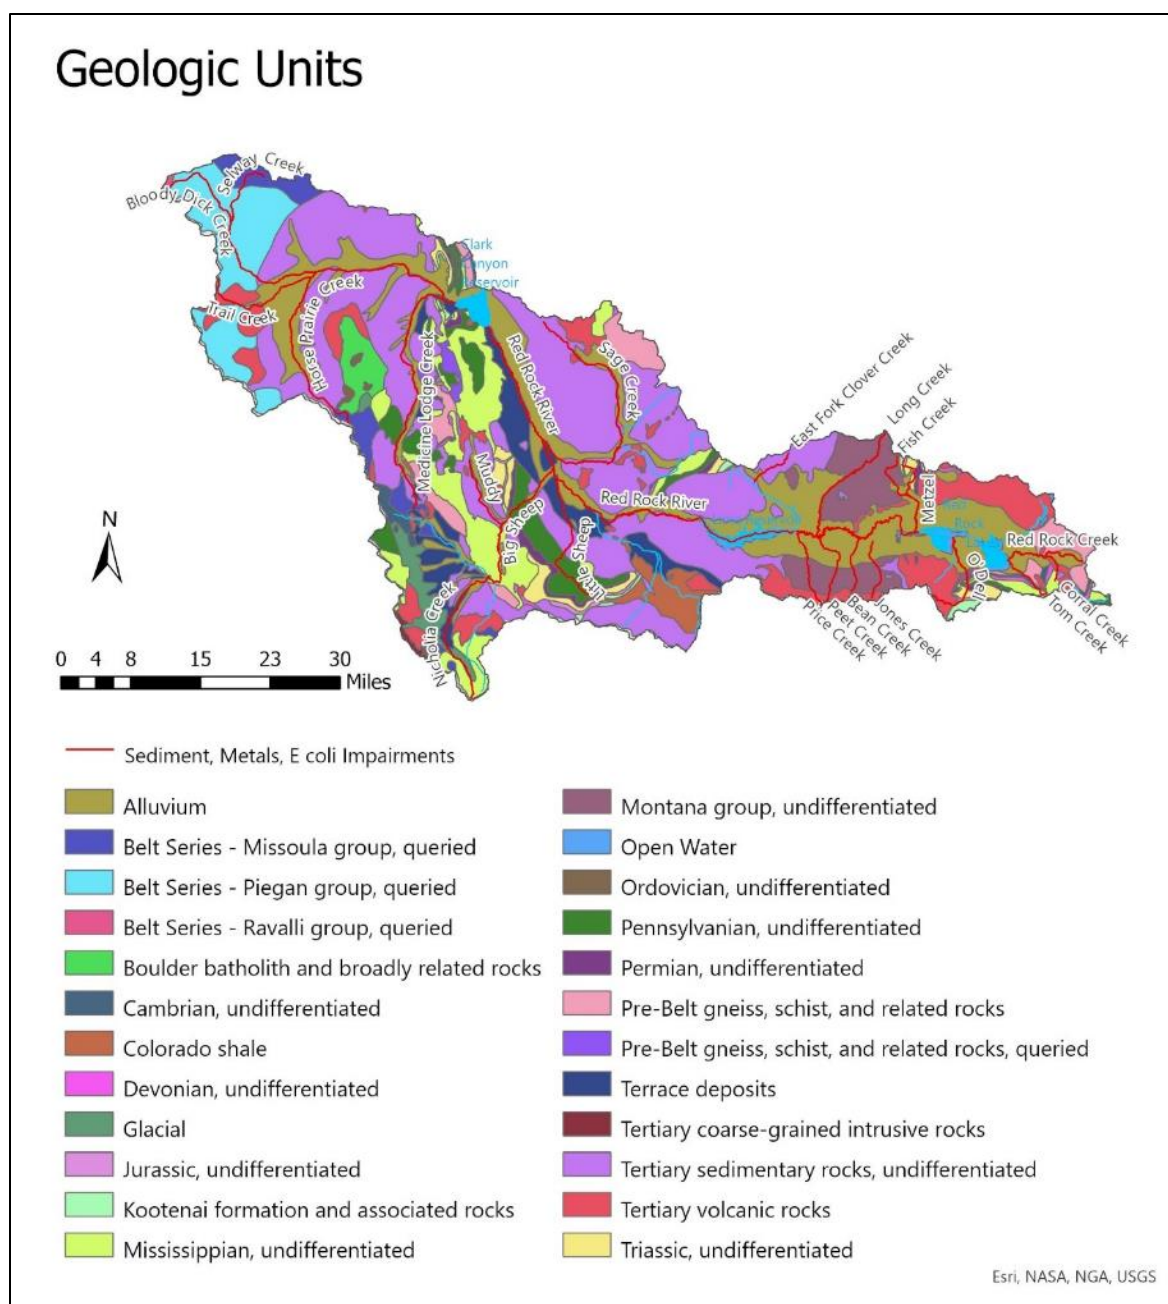 Geologic Units
Selway Creek
Bloody Dick Creek
Clark
Canyon
Reservoir
Trail Creek
Horse Prairie Creek
Medicine Lodge Creek
Red Rock River
Sage Creek
East Fork Clover Creek
Long Creek
Fish Creek
Muddy
Red Rock River
Metzel
Red
Rock
Red Rock Creek
Big Sheep
Little Sheep
O'Dell
Corral Creek
Tom Creek
Jones Creek
Bean Creek
Peet Creek
Price Creek
Nicholia Creek
N
0 4 8 15 23 30
Miles
Sediment, Metals, E coli Impairments
Alluvium
Belt Series - Missoula group, queried
Belt Series - Piegan group, queried
Belt Series - Ravalli group, queried
Boulder batholith and broadly related rocks
Cambrian, undifferentiated
Colorado shale
Devonian, undifferentiated
Glacial
Jurassic, undifferentiated
Kootenai formation and associated rocks
Mississippian, undifferentiated
Montana group, undifferentiated
Open Water
Ordovician, undifferentiated
Pennsylvanian, undifferentiated
Permian, undifferentiated
Pre-Belt gneiss, schist, and related rocks
Pre-Belt gneiss, schist, and related rocks, queried
Terrace deposits
Tertiary coarse-grained intrusive rocks
Tertiary sedimentary rocks, undifferentiated
Tertiary volcanic rocks
Triassic, undifferentiated
Esri, NASA, NGA, USGS